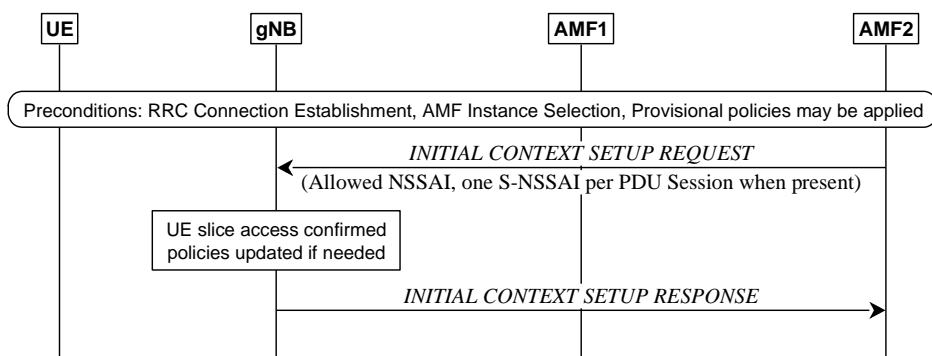 UE gNB AMF1 AMF2
Preconditions: RRC Connection Establishment, AMF Instance Selection, Provisional policies may be applied
INITIAL CONTEXT SETUP REQUEST
(Allowed NSSAI, one S-NSSAI per PDU Session when present)
UE slice access confirmed
policies updated if needed
INITIAL CONTEXT SETUP RESPONSE